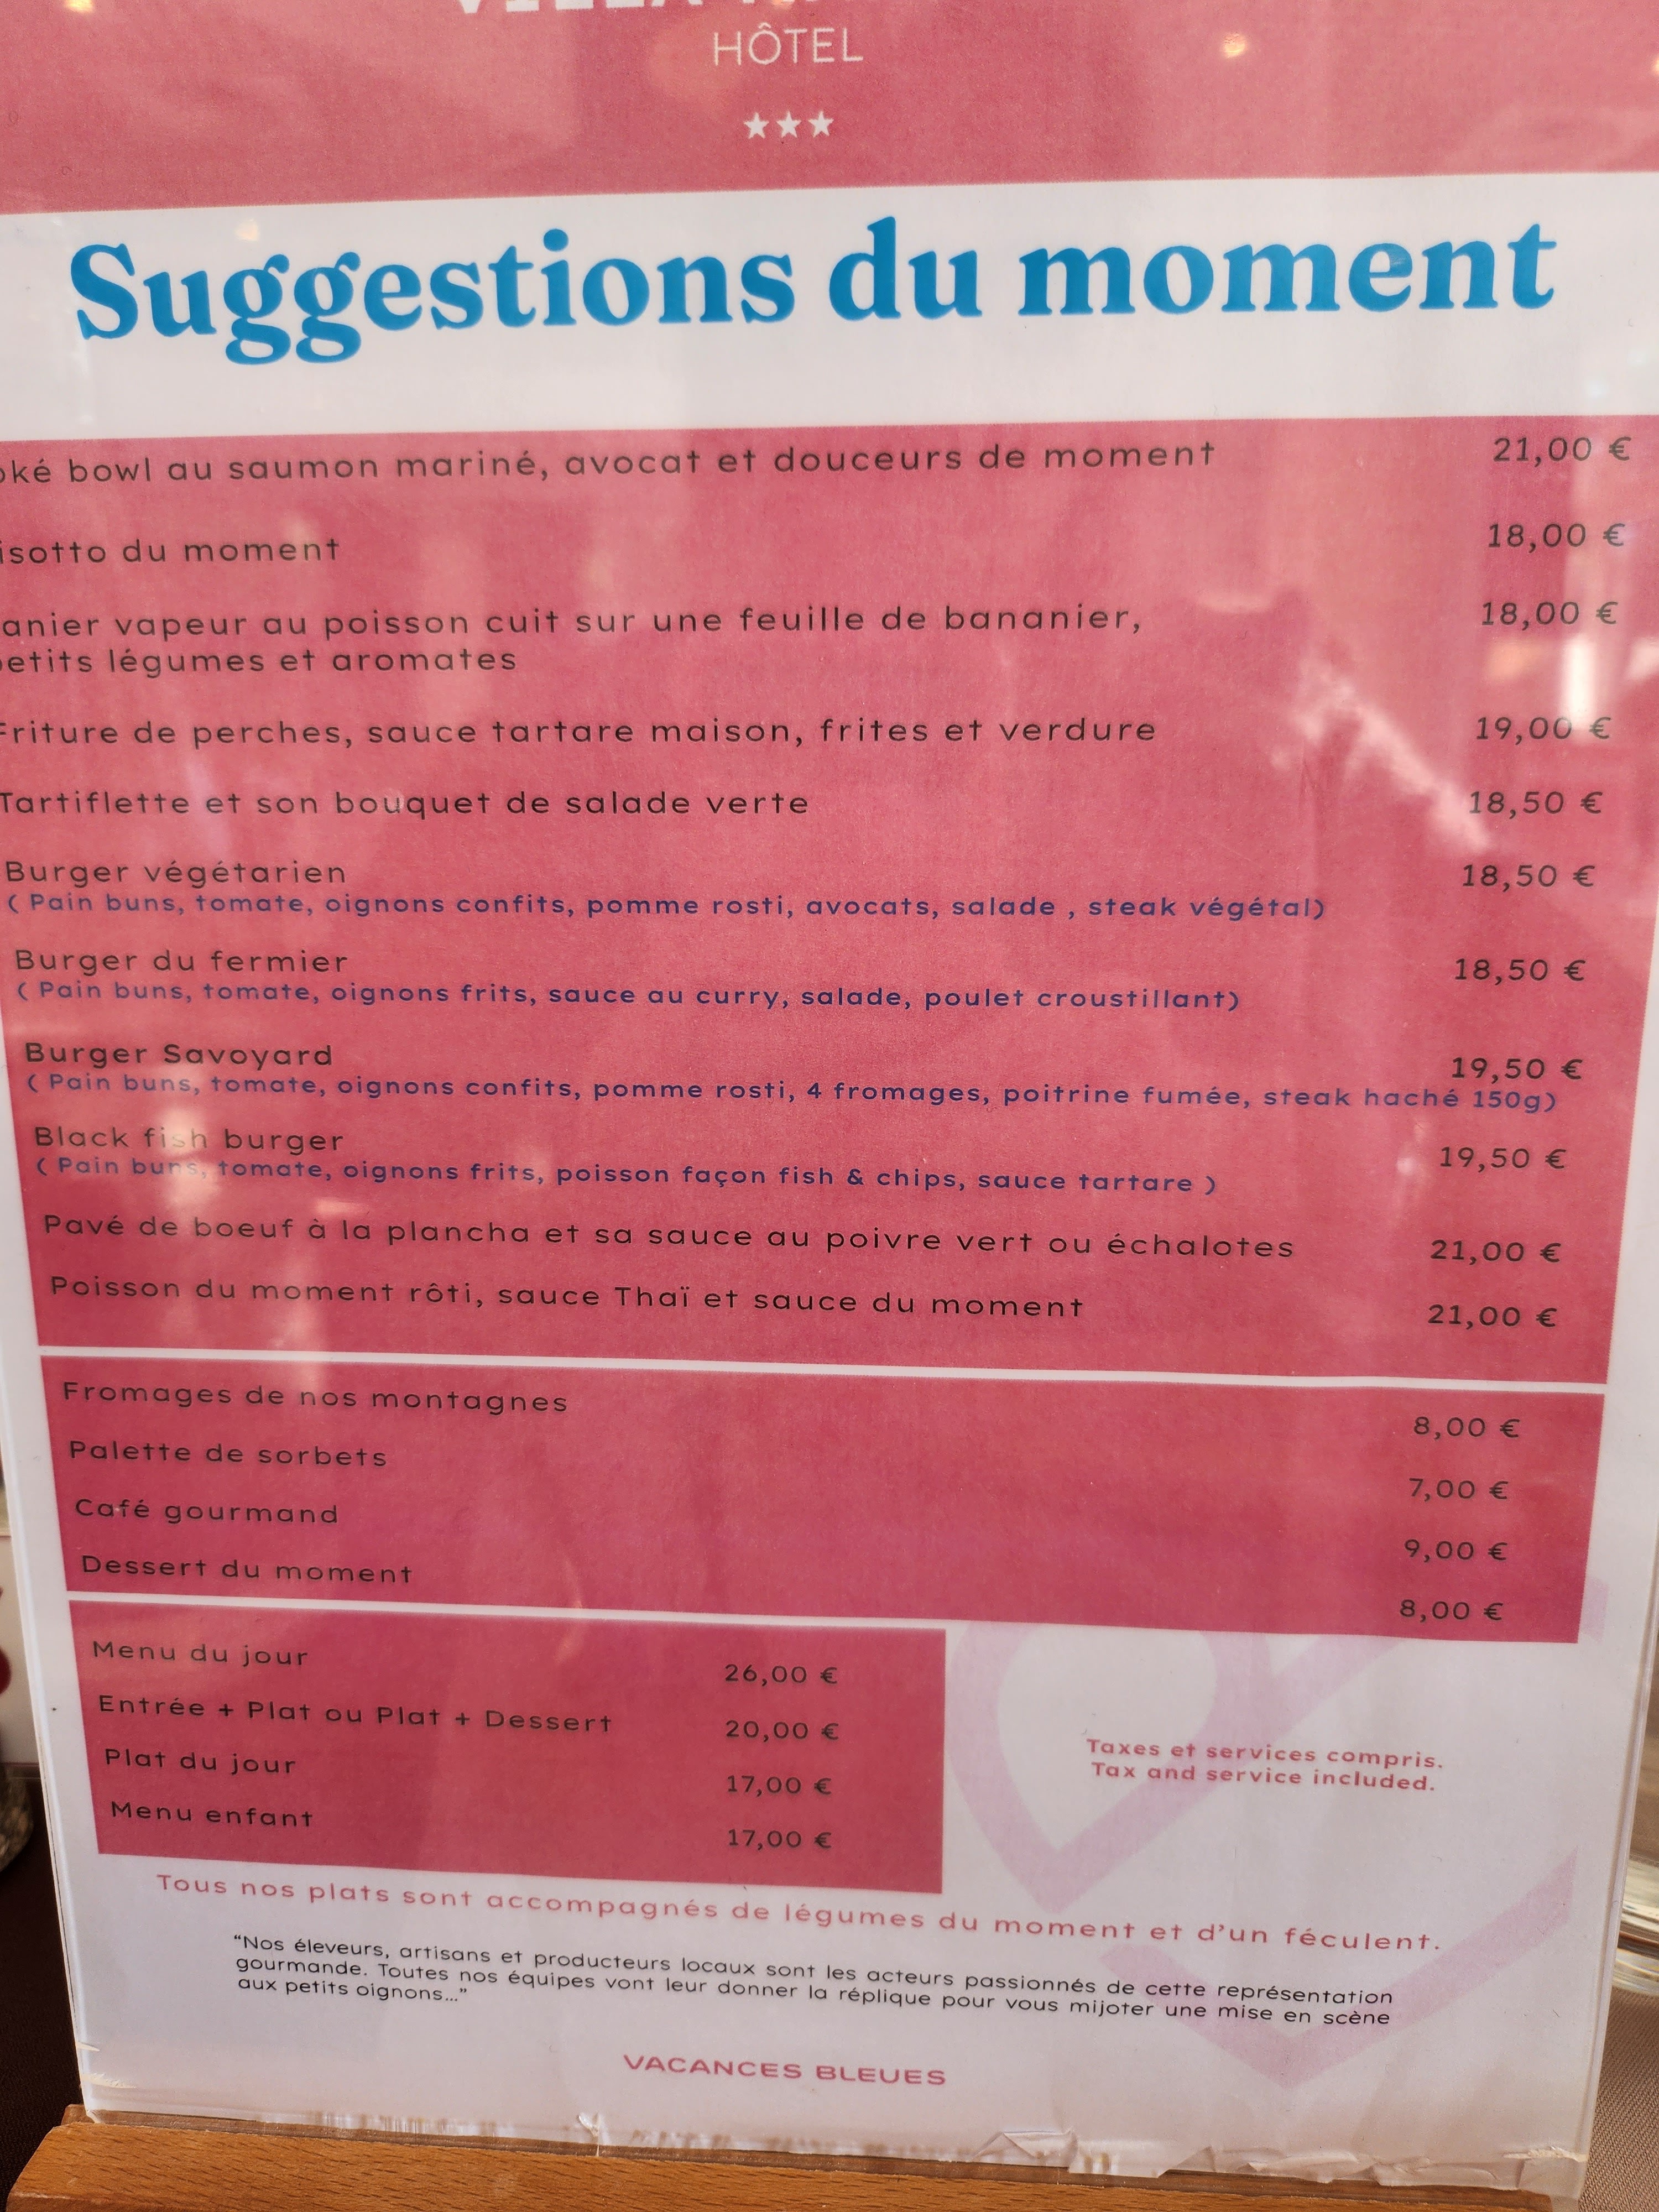 HÔTEL
Suggestions du moment
oké bowl au saumon mariné, avocat et douceurs de moment 21,00 €
isotto du moment 18,00 €
anier vapeur au poisson cuit sur une feuille de bananier, 18,00 €
etits légumes et aromates
Friture de perches, sauce tartare maison, frites et verdure 19,00 €
Tartiflette et son bouquet de salade verte 18,50 €
Burger végétarien 18,50 €
( Pain buns, tomate, oignons confits, pomme rosti, avocats, salade , steak végétal)
Burger du fermier 18,50 €
( Pain buns, tomate, oignons frits, sauce au curry, salade, poulet croustillant)
Burger Savoyard 19,50 €
( Pain buns, tomate, oignons confits, pomme rosti, 4 fromages, poitrine fumée, steak haché 150g)
Black fish burger 19,50 €
( Pain buns, tomate, oignons frits, poisson façon fish & chips, sauce tartare )
Pavé de boeuf à la plancha et sa sauce au poivre vert ou échalotes 21,00 €
Poisson du moment rôti, sauce Thaï et sauce du moment 21,00 €
Fromages de nos montagnes 8,00 €
Palette de sorbets 7,00 €
Café gourmand 9,00 €
Dessert du moment 8,00 €
Menu du jour 26,00 €
Entrée + Plat ou Plat + Dessert 20,00 €
Plat du jour 17,00 €
Menu enfant 17,00 €
Taxes et services compris.
Tax and service included.
Tous nos plats sont accompagnés de légumes du moment et d'un féculent.
“Nos éleveurs, artisans et producteurs locaux sont les acteurs passionnés de cette représentation
gourmande. Toutes nos équipes vont leur donner la réplique pour vous mijoter une mise en scène
aux petits oignons...”
VACANCES BLEUES